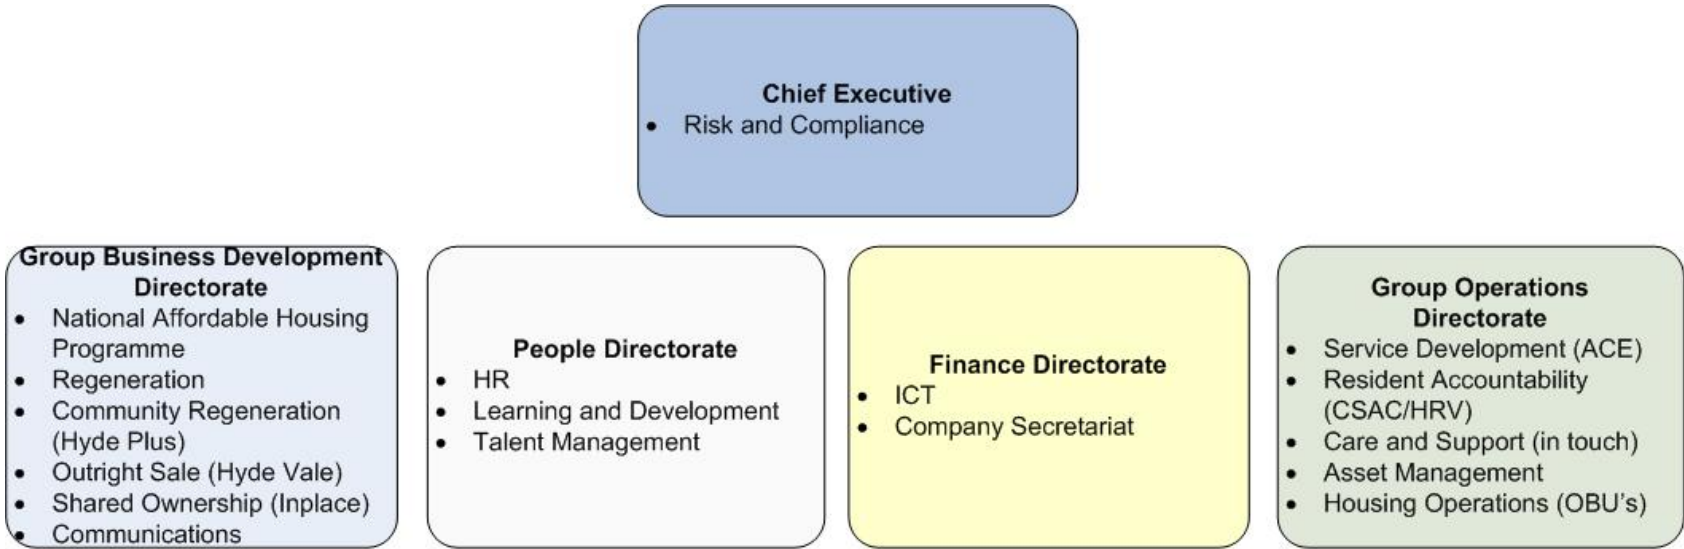 Chief Executive
• Risk and Compliance
Group Business Development
Directorate
• National Affordable Housing
Programme
• Regeneration
• Community Regeneration
(Hyde Plus)
• Outright Sale (Hyde Vale)
• Shared Ownership (Inplace)
• Communications
People Directorate
• HR
• Learning and Development
• Talent Management
Finance Directorate
• ICT
• Company Secretariat
Group Operations
Directorate
• Service Development (ACE)
• Resident Accountability
(CSAC/HRV)
• Care and Support (in touch)
• Asset Management
• Housing Operations (OBU's)